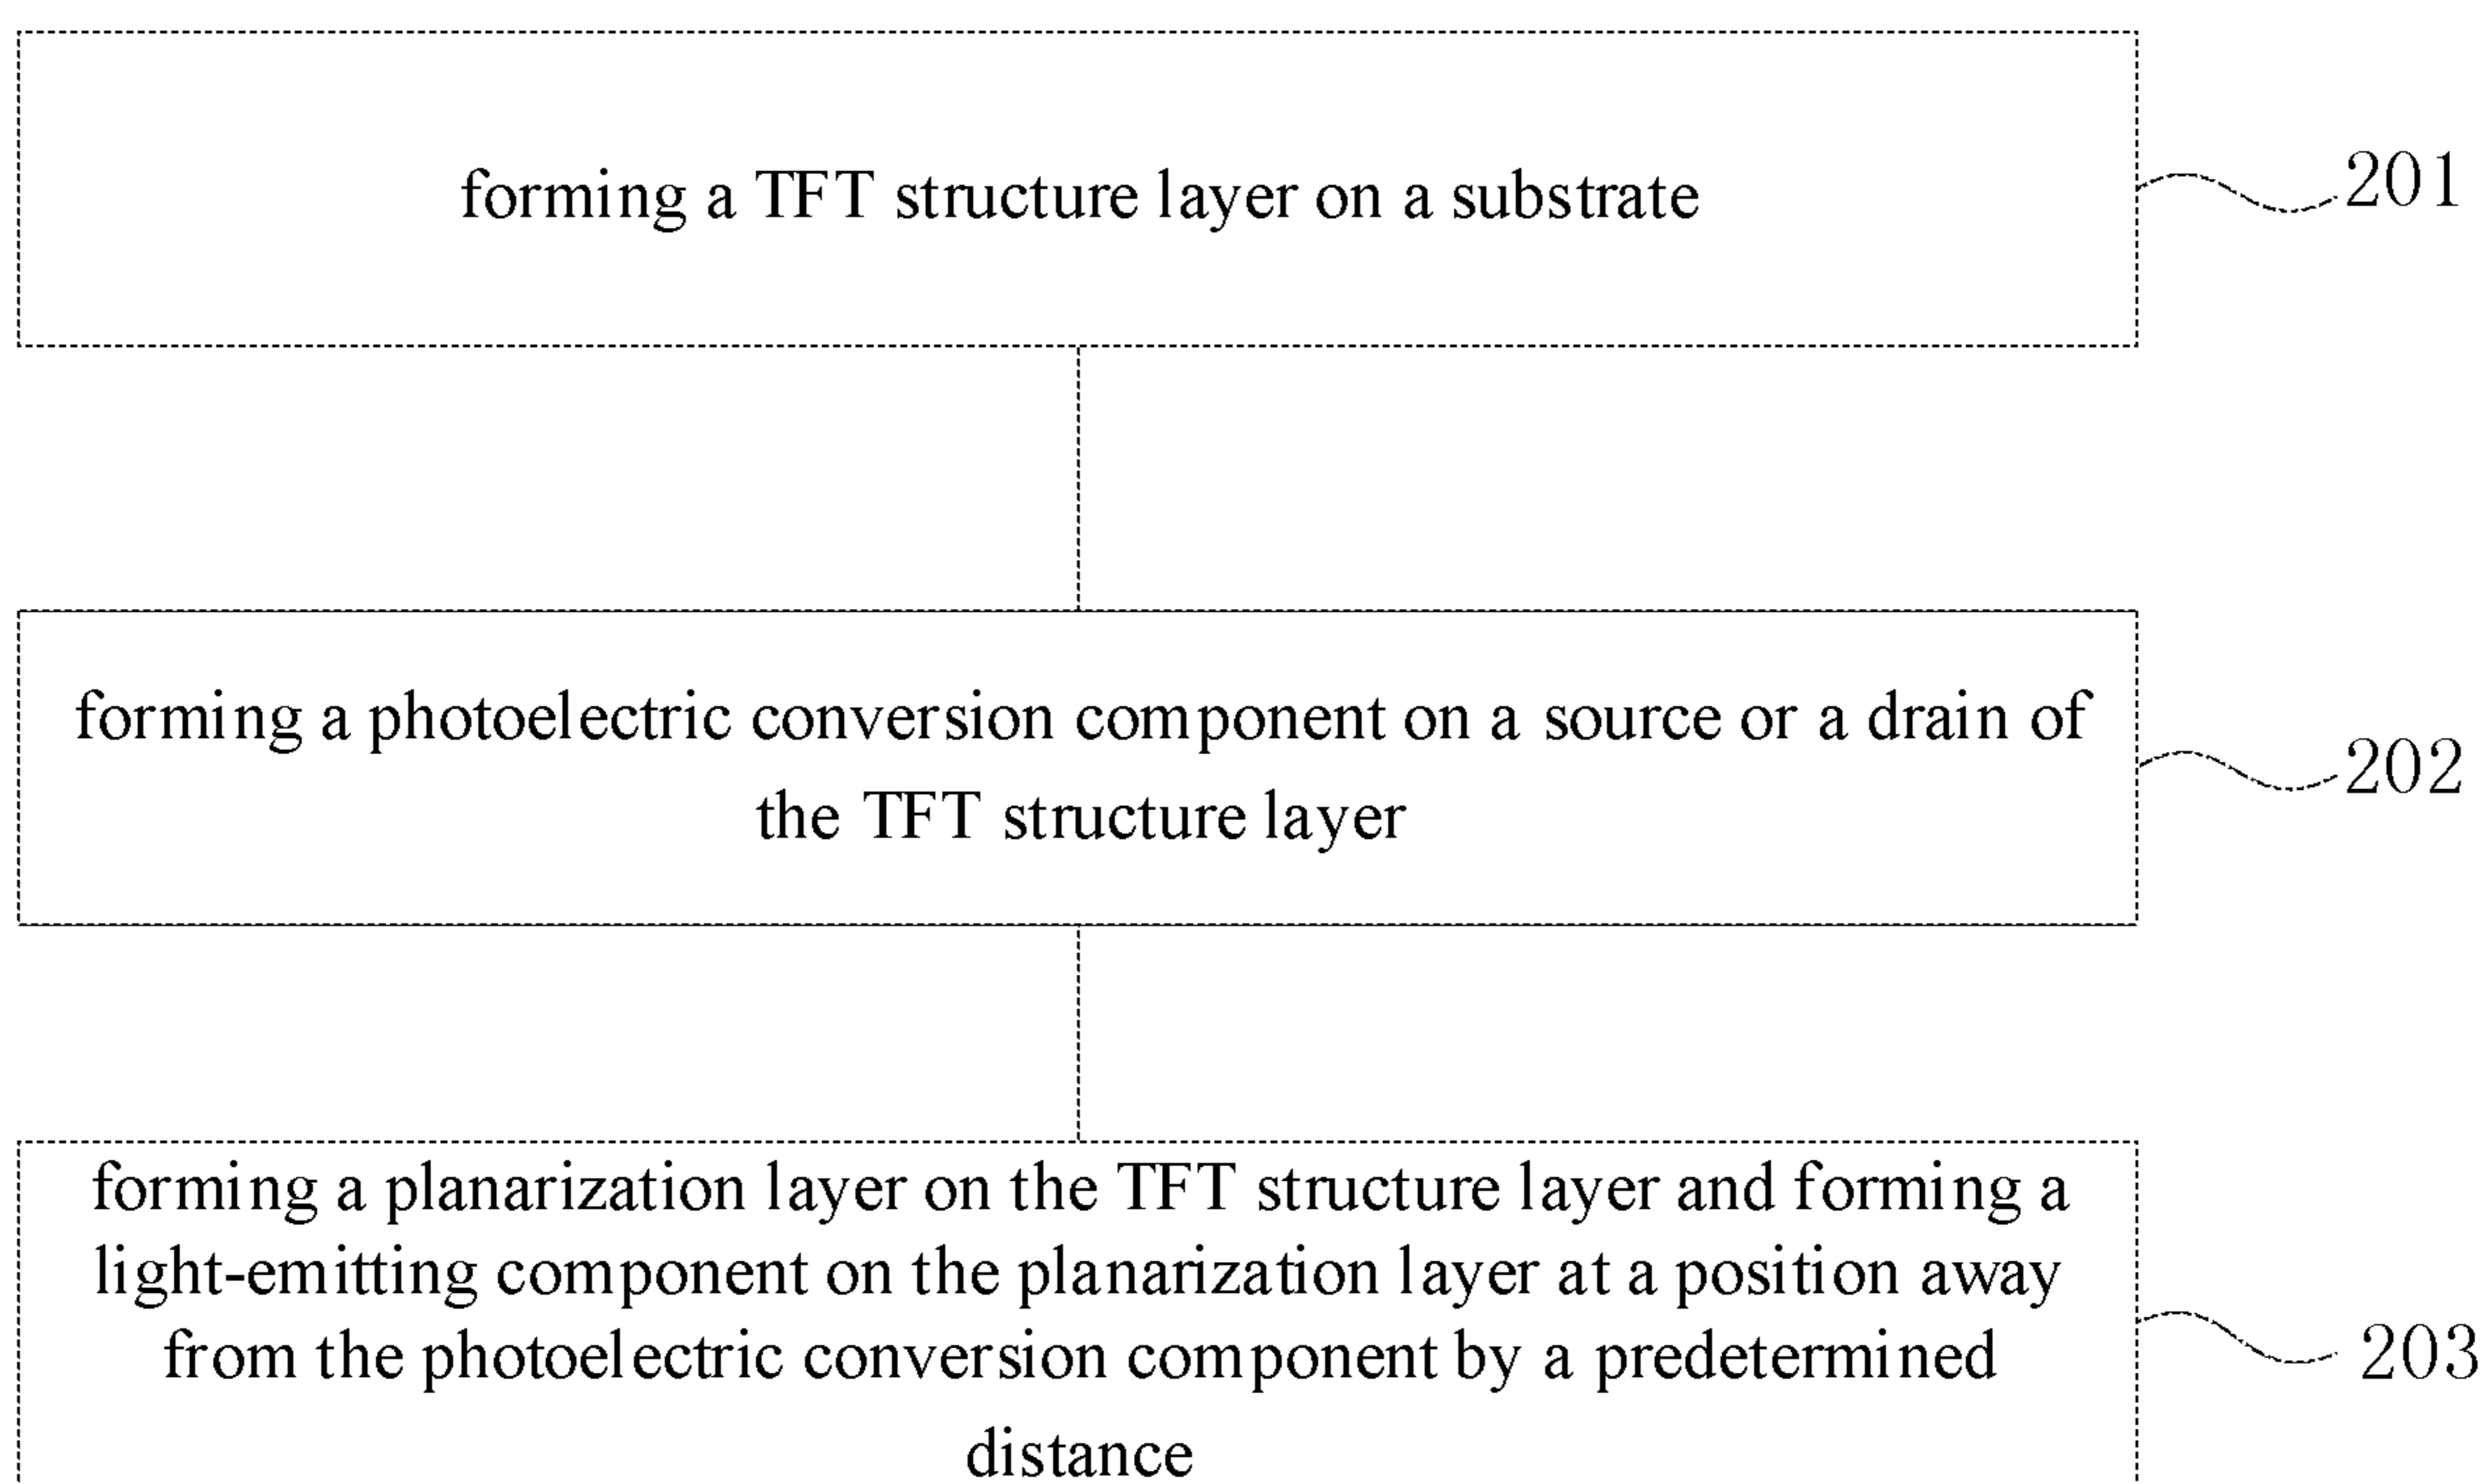 forming a TFT structure layer on a substrate
201
forming a photoelectric conversion component on a source or a drain of
the TFT structure layer
202
forming a planarization layer on the TFT structure layer and forming a
light-emitting component on the planarization layer at a position away
from the photoelectric conversion component by a predetermined
distance
203